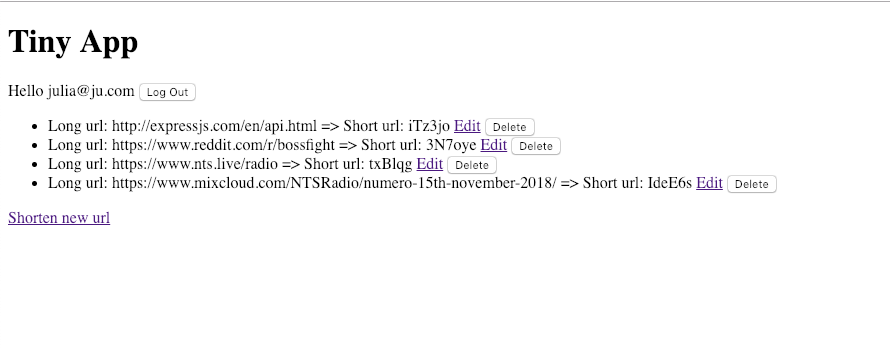 Tiny App
Hello julia@ju.com Log Out
Long url: http://expressjs.com/en/api.html => Short url: iTz3jo Edit Delete
Long url: https://www.reddit.com/r/bossfight => Short url: 3N7oye Edit Delete
Long url: https://www.nts.live/radio => Short url: txBlqg Edit Delete
Long url: https://www.mixcloud.com/NTSRadio/numero-15th-november-2018/ => Short url: IdeE6s Edit Delete
Shorten new url